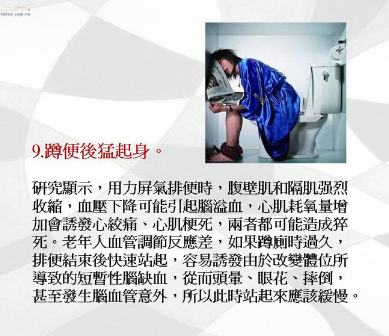 9.蹲便後猛起身。
研究顯示，用力屏氣排便時，腹壁肌和隔肌强烈
收縮，血壓下降可能引起腦溢血，心肌耗氧量增
加會誘發心絞痛、心肌梗死，兩者都可能造成猝
死。老年人血管調節反應差，如果蹲廁時過久，
排便結束後快速站起，容易誘發由於改變體位所
導致的短暫性腦缺血，從而頭暈、眼花、摔倒，
甚至發生腦血管意外，所以此時站起來應該緩慢。